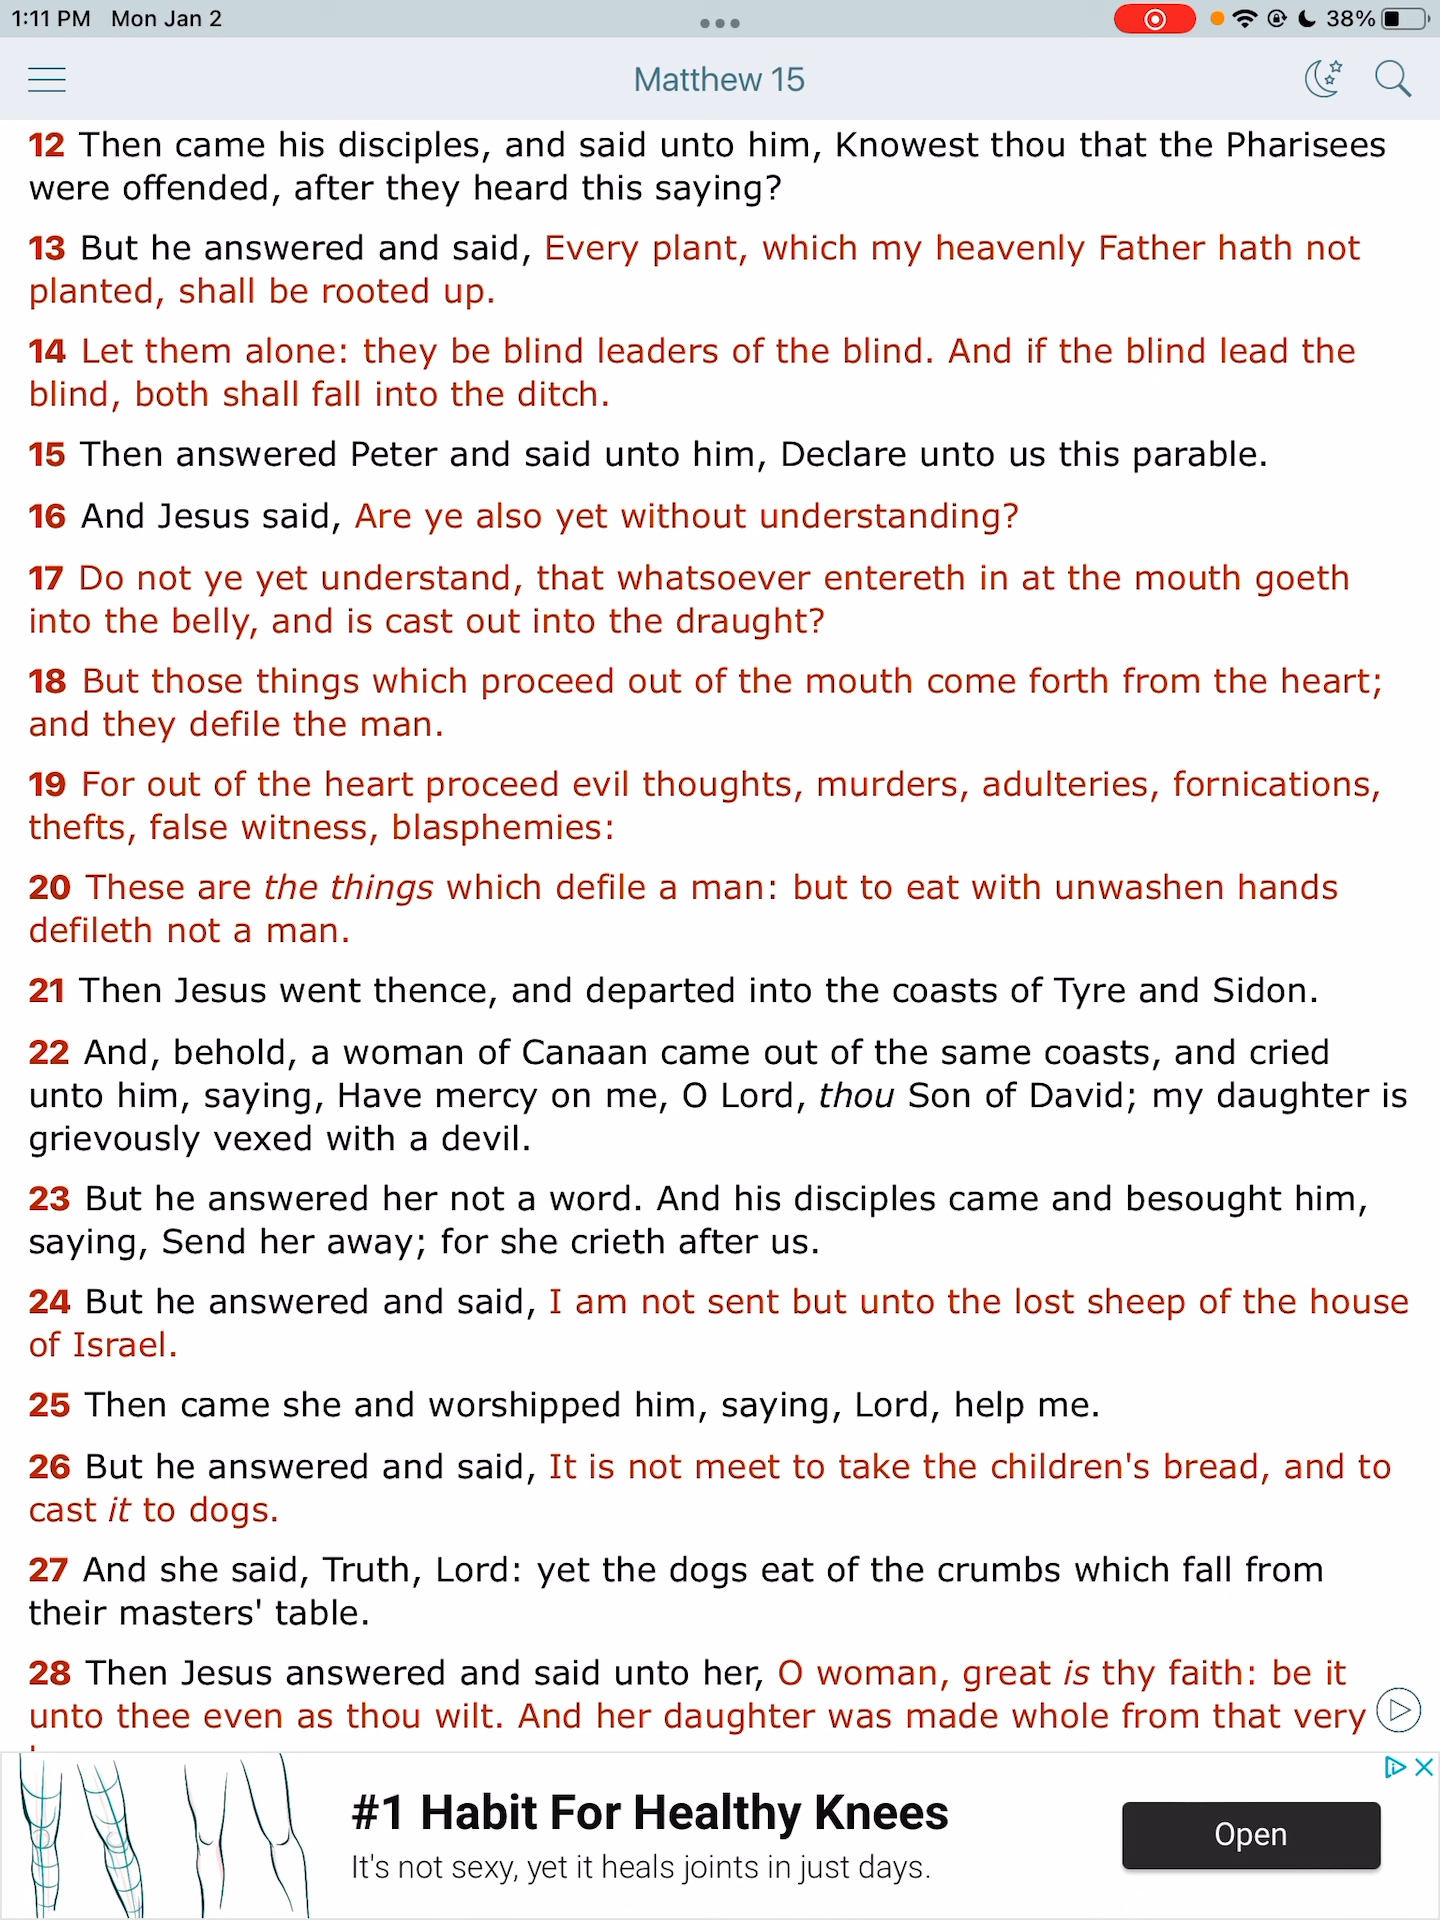 1:11 PM Mon Jan 2
38%
Matthew 15
12 Then came his disciples, and said unto him, Knowest thou that the Pharisees
were offended, after they heard this saying?
13 But he answered and said, Every plant, which my heavenly Father hath not
planted, shall be rooted up.
14 Let them alone: they be blind leaders of the blind. And if the blind lead the
blind, both shall fall into the ditch.
15 Then answered Peter and said unto him, Declare unto us this parable.
16 And Jesus said, Are ye also yet without understanding?
17 Do not ye yet understand, that whatsoever entereth in at the mouth goeth
into the belly, and is cast out into the draught?
18 But those things which proceed out of the mouth come forth from the heart;
and they defile the man.
19 For out of the heart proceed evil thoughts, murders, adulteries, fornications,
thefts, false witness, blasphemies:
20 These are the things which defile a man: but to eat with unwashen hands
defileth not a man.
21 Then Jesus went thence, and departed into the coasts of Tyre and Sidon.
22 And, behold, a woman of Canaan came out of the same coasts, and cried
unto him, saying, Have mercy on me, O Lord, thou Son of David; my daughter is
grievously vexed with a devil.
23 But he answered her not a word. And his disciples came and besought him,
saying, Send her away; for she crieth after us.
24 But he answered and said, I am not sent but unto the lost sheep of the house
of Israel.
25 Then came she and worshipped him, saying, Lord, help me.
26 But he answered and said, It is not meet to take the children's bread, and to
cast it to dogs.
27 And she said, Truth, Lord: yet the dogs eat of the crumbs which fall from
their masters' table.
28 Then Jesus answered and said unto her, O woman, great is thy faith: be it
unto thee even as thou wilt. And her daughter was made whole from that very
#1 Habit For Healthy Knees
It's not sexy, yet it heals joints in just days.
Open